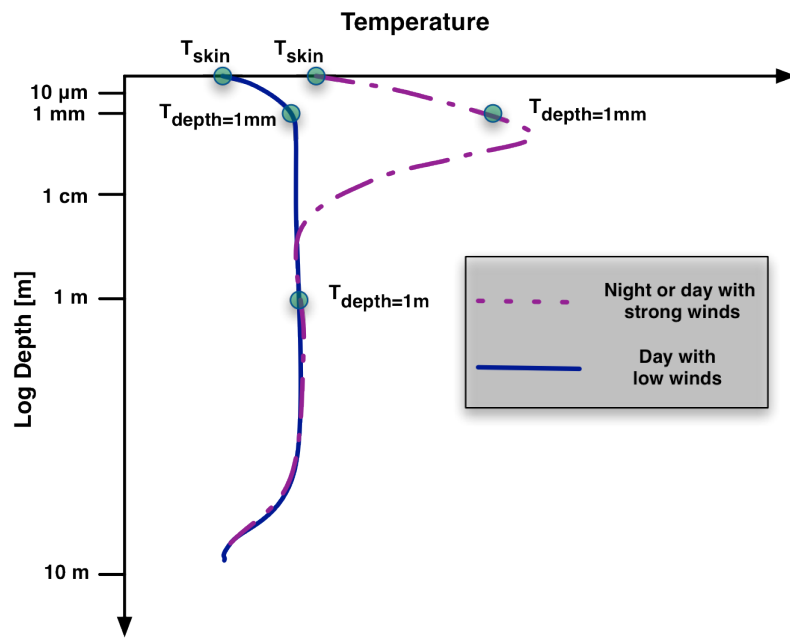 Temperature
Tskin
Tskin
10 µm
1 mm
Tdepth=1mm
Tdepth=1mm
1 cm
1 m
Tdepth=1m
Log Depth [m]
Night or day with
strong winds
Day with
low winds
10 m